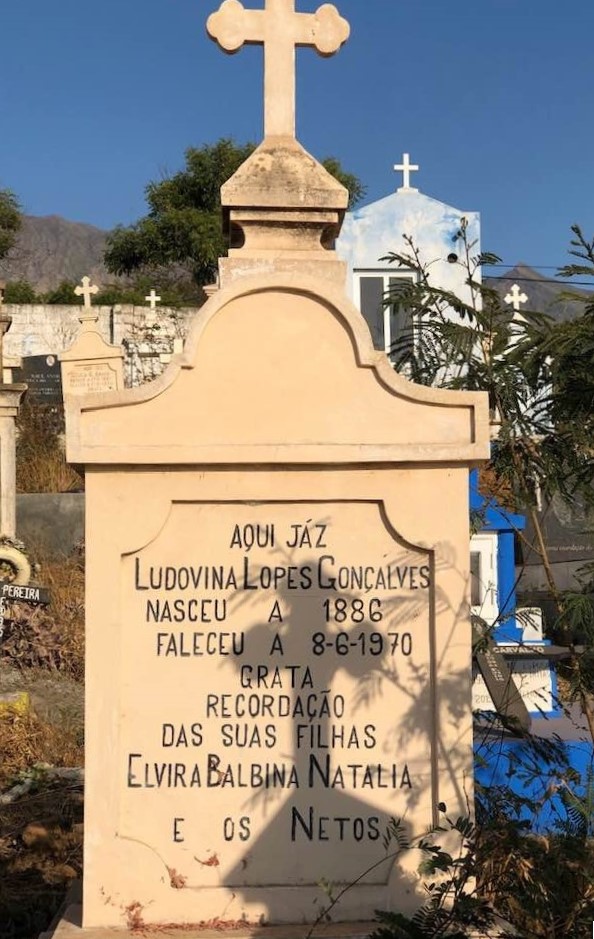 AQUI JÁZ
LUDOVINA LOPES GONÇALVES
NASCEU A 1886
FALECEU A 8-6-1970
GRATA
RECORDAÇÃO
DAS SUAS FILHAS
ELVIRA BALBINA NATALIA
E OS NETOS
PEREIRA
CARVALHO